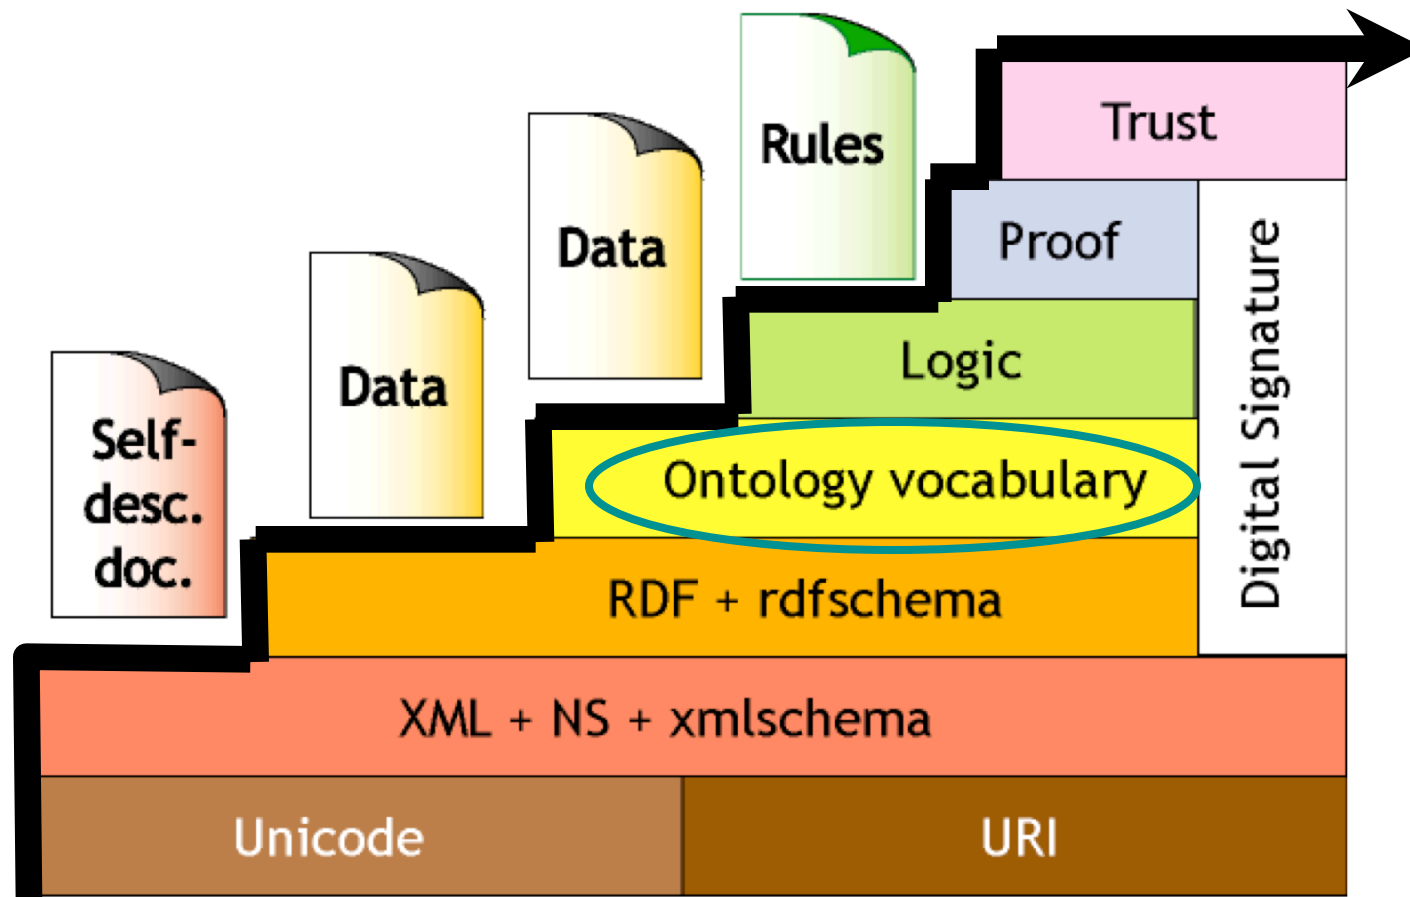 Trust
Rules
Proof
Data
Logic
Data
Ontology vocabulary
Digital Signature
Self-
desc.
doc.
RDF + rdfschema
XML + NS + xmlschema
Unicode
URI